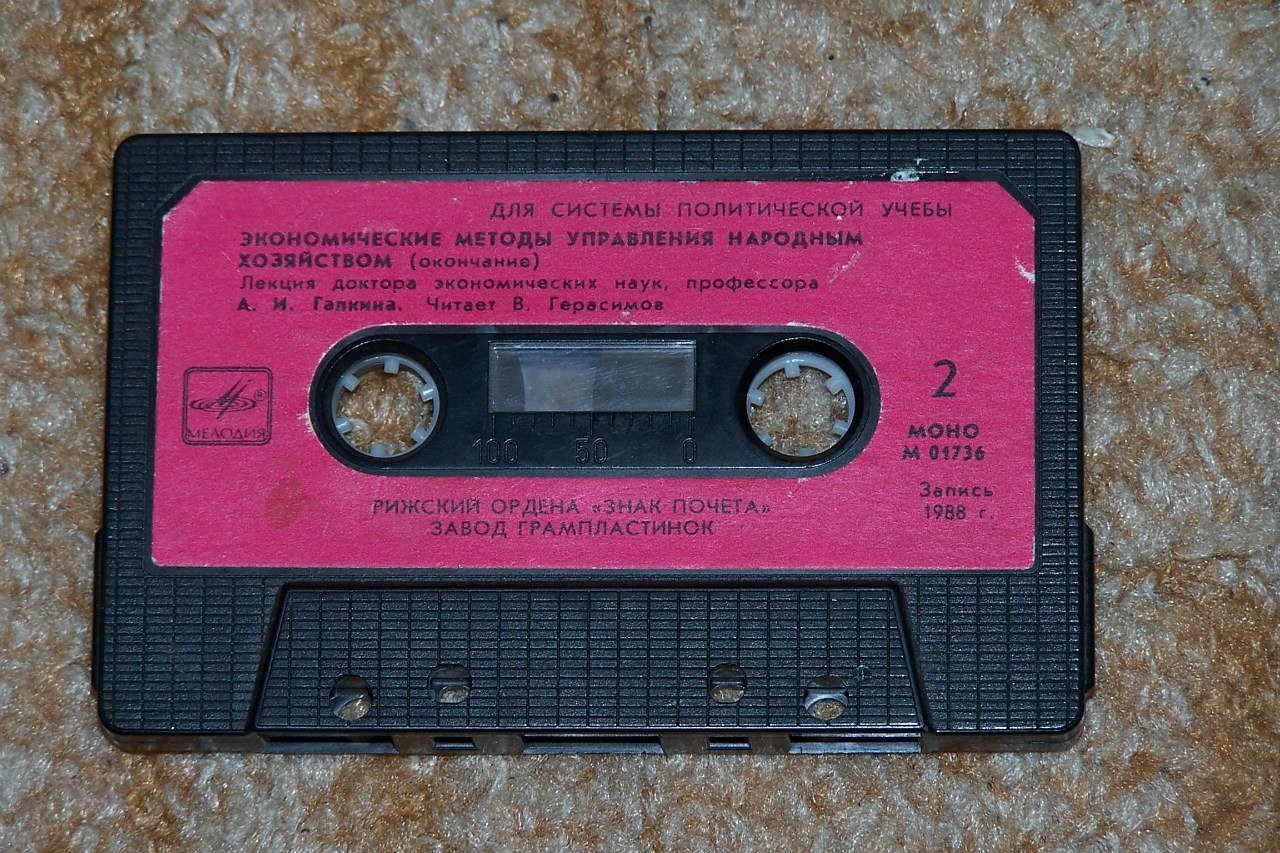 ДЛЯ СИСТЕМЫ ПОЛИТИЧЕСКОЙ УЧЕБЫ
ЭКОНОМИЧЕСКИЕ МЕТОДЫ УПРАВЛЕНИЯ НАРОДНЫМ
ХОЗЯЙСТВОМ (окончание)
Лекция доктора экономических наук, профессора
А. И. Галкина. Читает В. Герасимов
®
МЕЛОДИЯ
100 50 0
2
МОНО
М 01736
Запись
1988 г.
РИЖСКИЙ ОРДЕНА «ЗНАК ПОЧЕТА»
ЗАВОД ГРАМПЛАСТИНОК